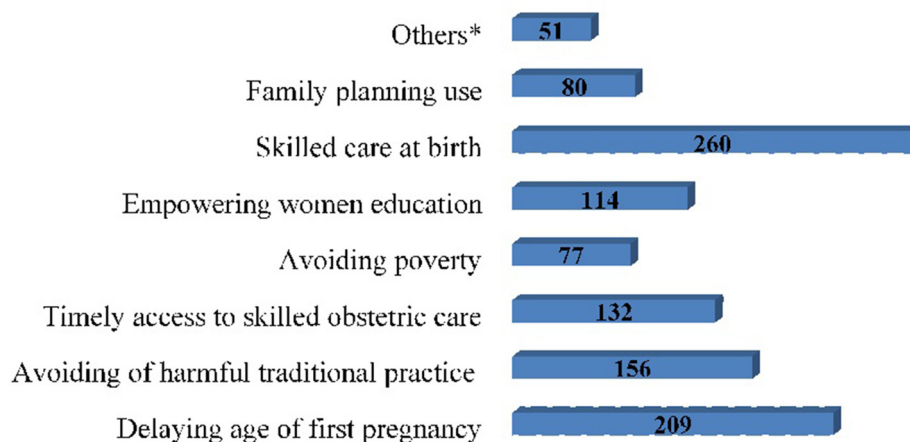 Others* 51
Family planning use 80
Skilled care at birth 260
Empowering women education 114
Avoiding poverty 77
Timely access to skilled obstetric care 132
Avoiding of harmful traditional practice 156
Delaying age of first pregnancy 209